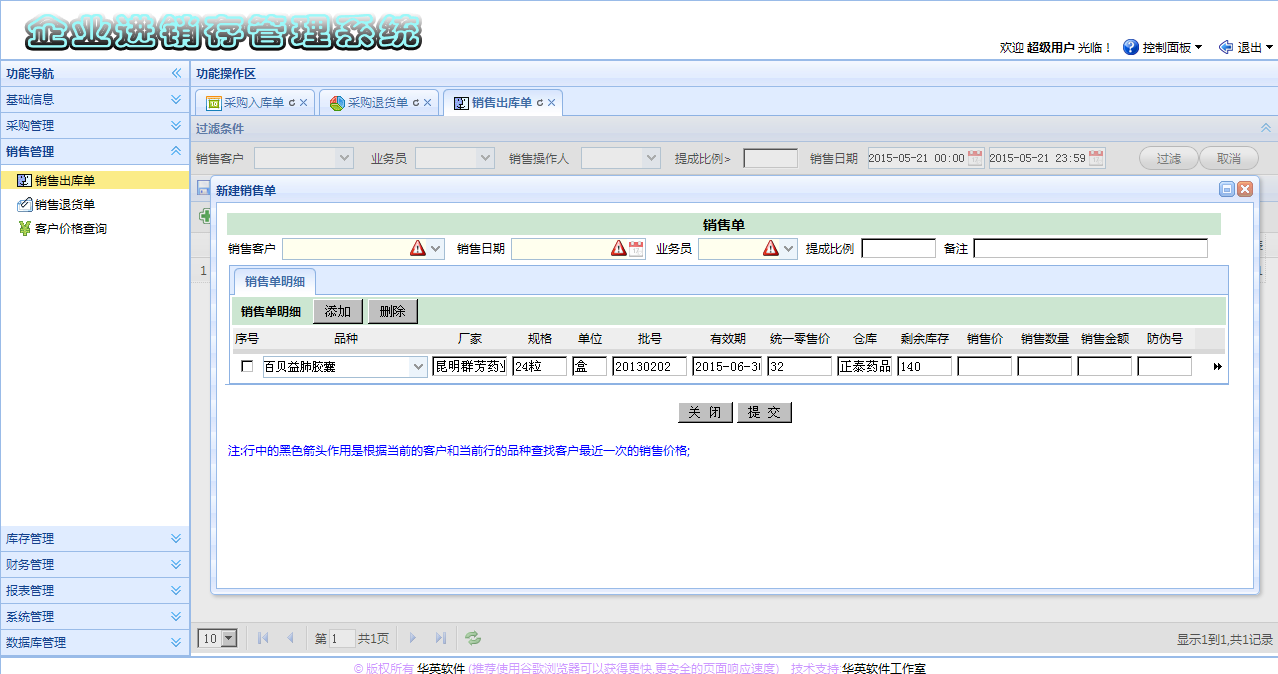 企业进销存管理系统
欢迎 超级用户 光临！ 控制面板 退出
功能导航
基础信息
采购管理
销售管理
销售出库单
销售退货单
客户价格查询
库存管理
财务管理
报表管理
系统管理
数据库管理
功能操作区
采购入库单 采购退货单 销售出库单
过滤条件
销售客户 业务员 销售操作人 提成比例> 销售日期 2015-05-21 00:00 2015-05-21 23:59 过滤 取消
1
新建销售单
销售单
销售客户 销售日期 业务员 提成比例 备注
销售单明细
销售单明细 添加 删除
序号 品种 厂家 规格 单位 批号 有效期 统一零售价 仓库 剩余库存 销售价 销售数量 销售金额 防伪号
百贝益肺胶囊 昆明群芳药 24粒 盒 20130202 2015-06-3 32 正泰药品 140
关 闭 提 交
注:行中的黑色箭头作用是根据当前的客户和当前行的品种查找客户最近一次的销售价格;
10 第 1 共1页 显示1到1,共1记录
© 版权所有 华英软件 (推荐使用谷歌浏览器可以获得更快,更安全的页面响应速度) 技术支持:华英软件工作室